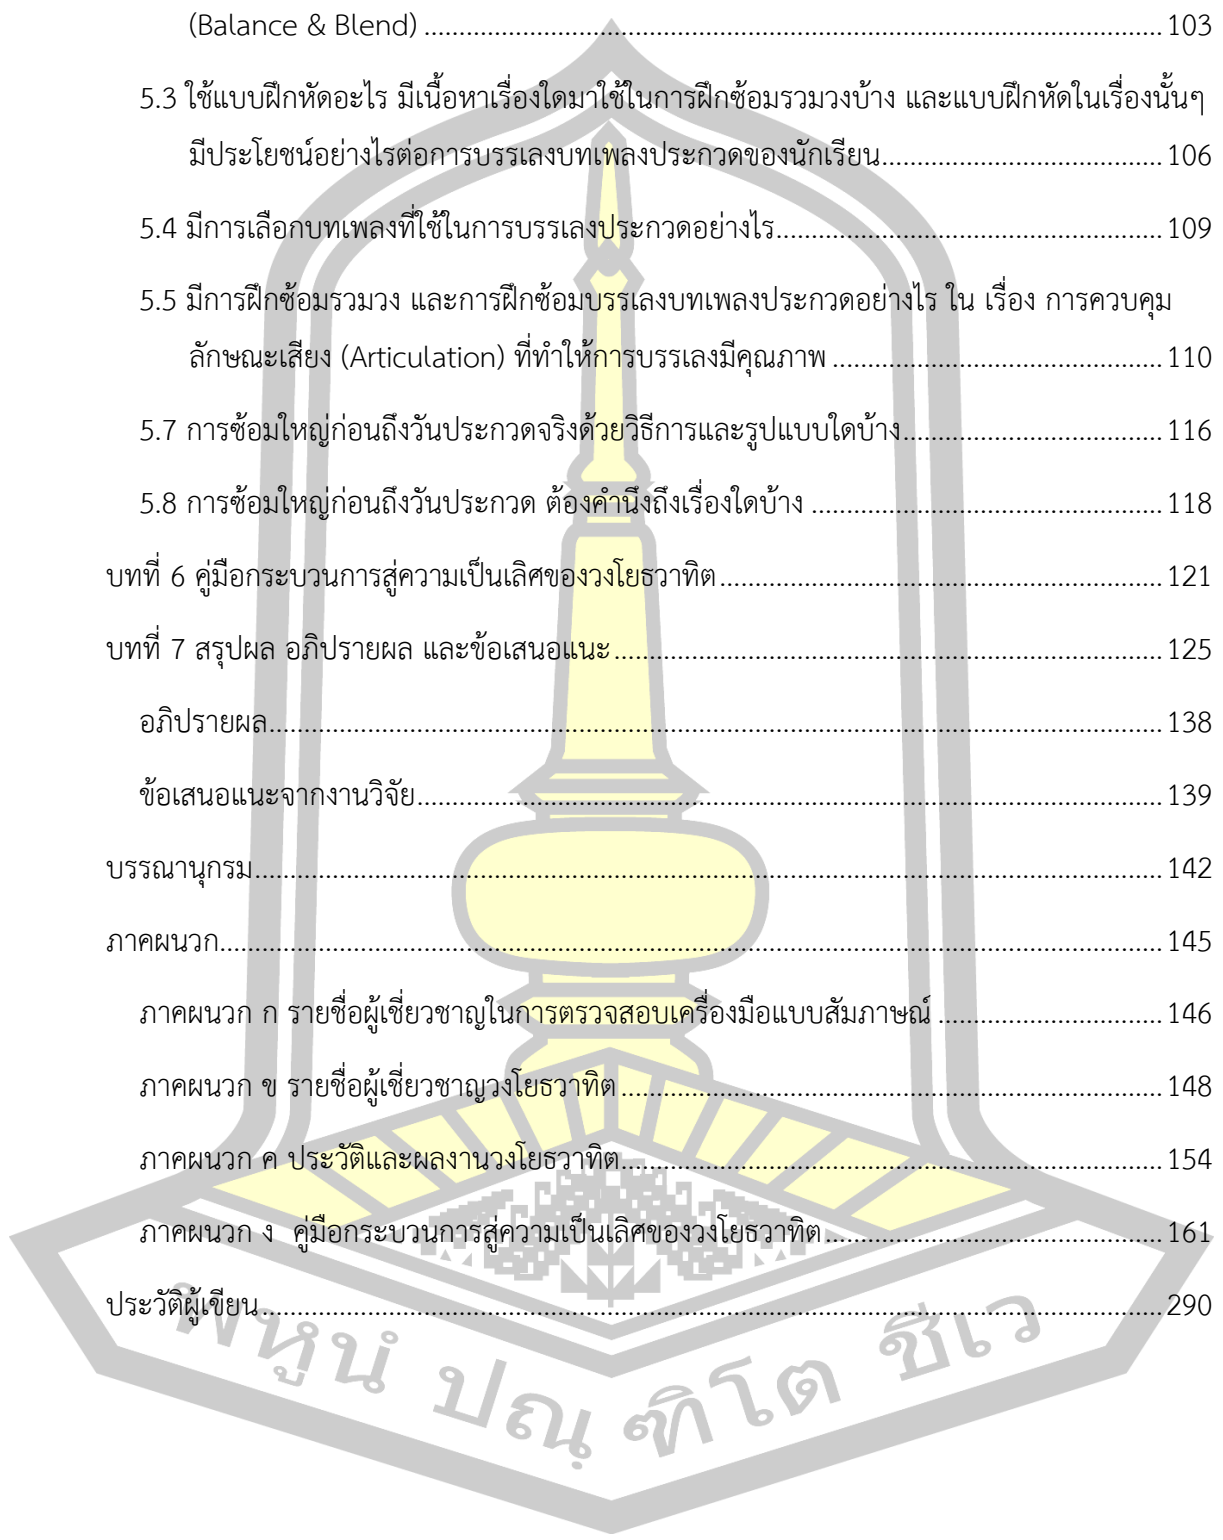 (Balance & Blend) ........ 103
5.3 ใช้แบบฝึกหัดอะไร มีเนื้อหาเรื่องใดมาใช้ในการฝึกซ้อมรวมวงบ้าง และแบบฝึกหัดในเรื่องนั้นๆ
มีประโยชน์อย่างไรต่อการบรรเลงบทเพลงประกวดของนักเรียน ........ 106
5.4 มีการเลือกบทเพลงที่ใช้ในการบรรเลงประกวดอย่างไร ........ 109
5.5 มีการฝึกซ้อมรวมวง และการฝึกซ้อมบรรเลงบทเพลงประกวดอย่างไร ใน เรื่อง การควบคุม
ลักษณะเสียง (Articulation) ที่ทำให้การบรรเลงมีคุณภาพ ........ 110
5.7 การซ้อมใหญ่ก่อนถึงวันประกวดจริงด้วยวิธีการและรูปแบบใดบ้าง ........ 116
5.8 การซ้อมใหญ่ก่อนถึงวันประกวด ต้องคำนึงถึงเรื่องใดบ้าง ........ 118
บทที่ 6 คู่มือกระบวนการสู่ความเป็นเลิศของวงโยธวาทิต ........ 121
บทที่ 7 สรุปผล อภิปรายผล และข้อเสนอแนะ ........ 125
อภิปรายผล ........ 138
ข้อเสนอแนะจากงานวิจัย ........ 139
บรรณานุกรม ........ 142
ภาคผนวก ........ 145
ภาคผนวก ก รายชื่อผู้เชี่ยวชาญในการตรวจสอบเครื่องมือแบบสัมภาษณ์ ........ 146
ภาคผนวก ข รายชื่อผู้เชี่ยวชาญวงโยธวาทิต ........ 148
ภาคผนวก ค ประวัติและผลงานวงโยธวาทิต ........ 154
ภาคผนวก ง คู่มือกระบวนการสู่ความเป็นเลิศของวงโยธวาทิต ........ 161
ประวัติผู้เขียน ........ 290
พหูนํ ปณฺฑิโต ชีเว